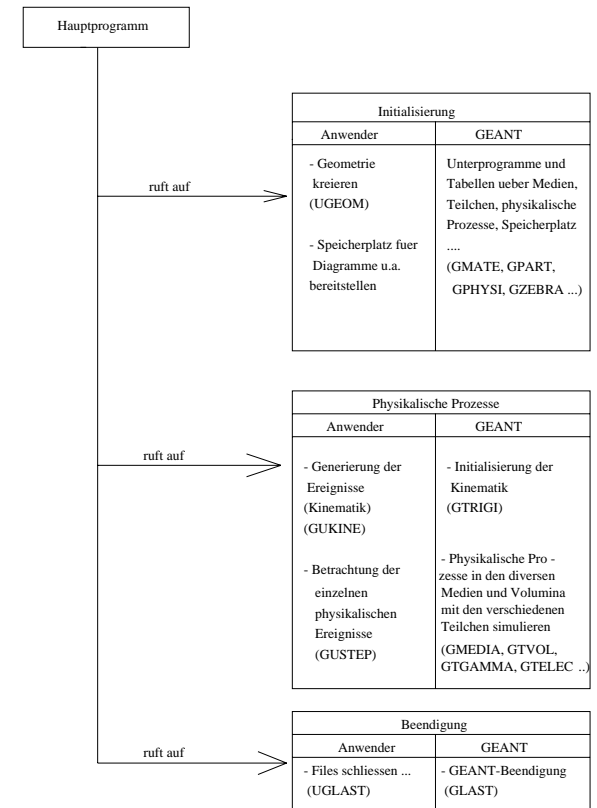 Hauptprogramm
ruft auf
Initialisierung
Anwender
- Geometrie
kreieren
(UGEOM)
- Speicherplatz fuer
Diagramme u.a.
bereitstellen
GEANT
Unterprogramme und
Tabellen ueber Medien,
Teilchen, physikalische
Prozesse, Speicherplatz
....
(GMATE, GPART,
GPHYSI, GZEBRA ...)
ruft auf
Physikalische Prozesse
Anwender
- Generierung der
Ereignisse
(Kinematik)
(GUKINE)
- Betrachtung der
einzelnen
physikalischen
Ereignisse
(GUSTEP)
GEANT
- Initialisierung der
Kinematik
(GTRIGI)
- Physikalische Pro -
zesse in den diversen
Medien und Volumina
mit den verschiedenen
Teilchen simulieren
(GMEDIA, GTVOL,
GTGAMMA, GTELEC ..)
ruft auf
Beendigung
Anwender
- Files schliessen ...
(UGLAST)
GEANT
- GEANT-Beendigung
(GLAST)